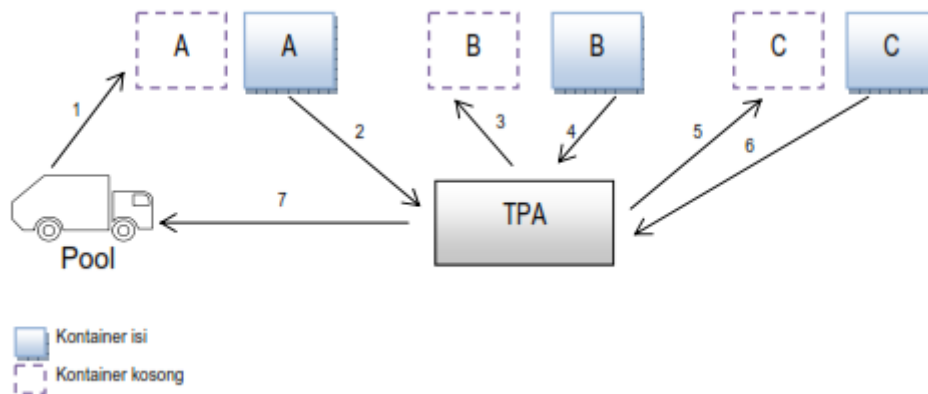 A A B B C C
1 2 3 4 5 6
7
TPA
Pool
Kontainer isi
Kontainer kosong